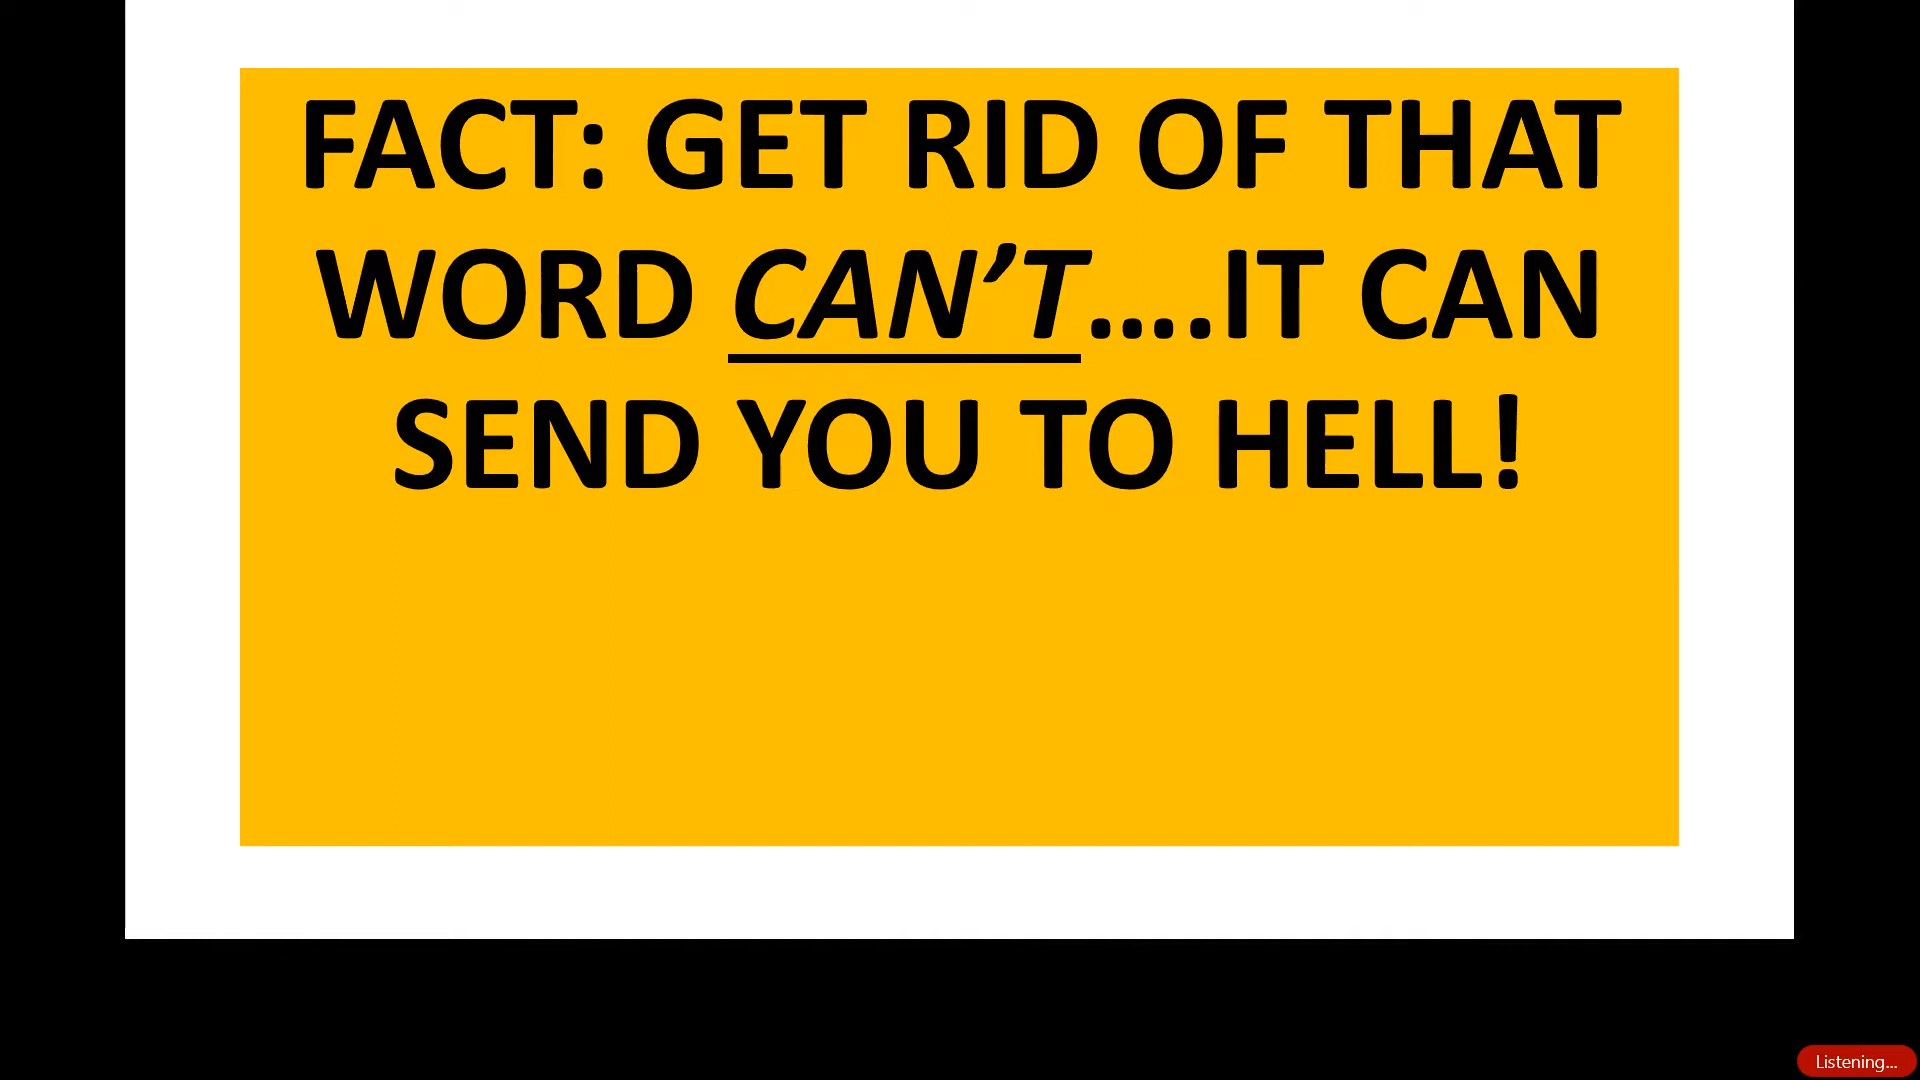 FACT: GET RID OF THAT
WORD CAN’T....IT CAN
SEND YOU TO HELL!
Listening...